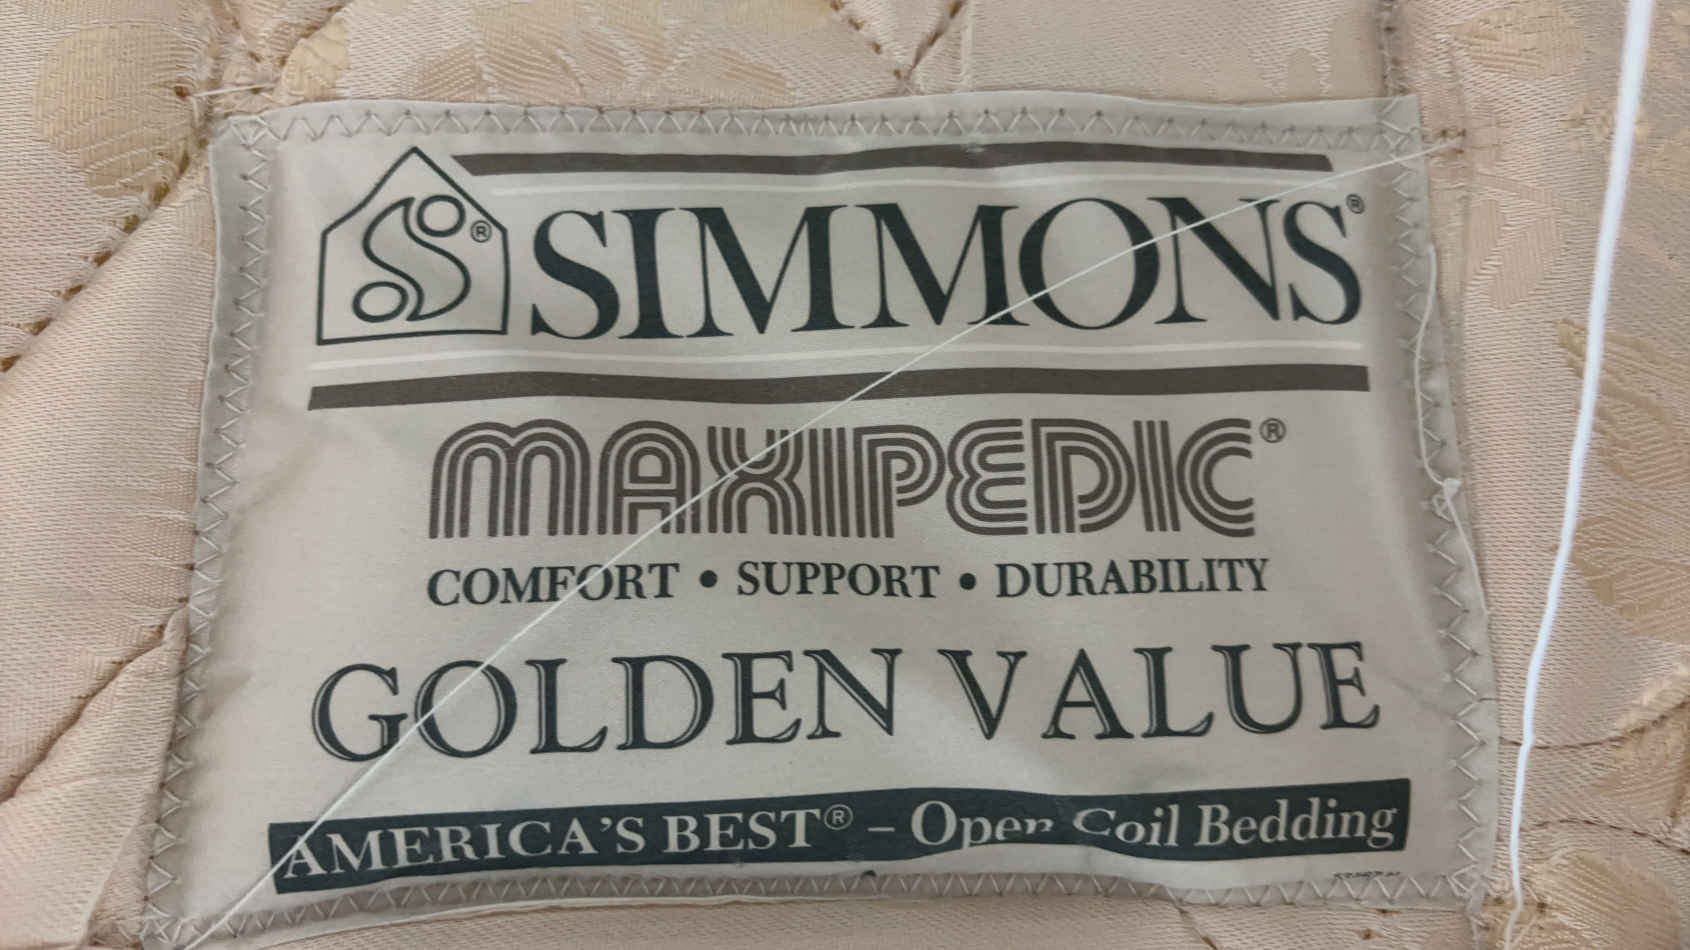 SIMMONS®
MAXIPEDIC®
COMFORT • SUPPORT • DURABILITY
GOLDEN VALUE
AMERICA'S BEST® – Open Coil Bedding